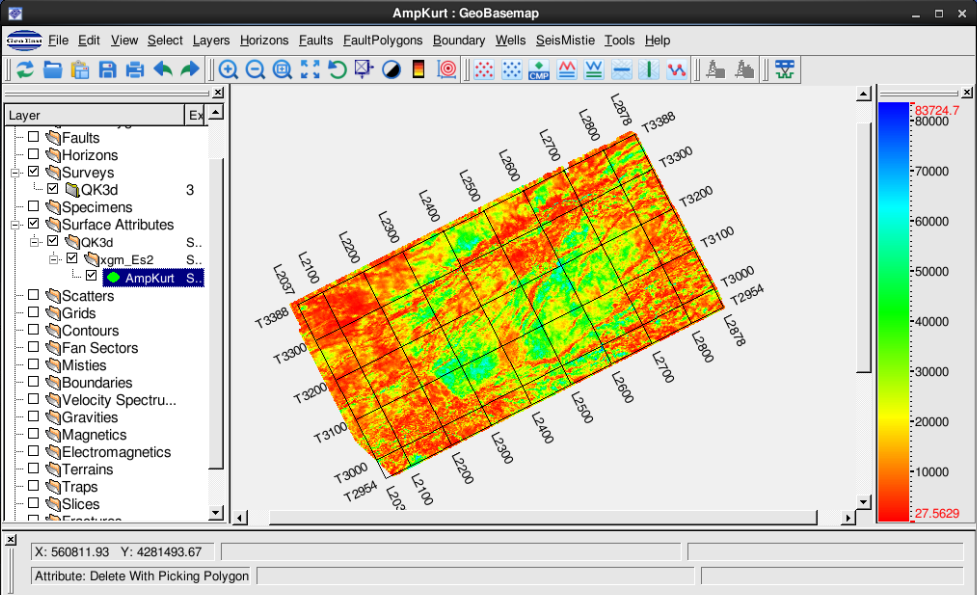 AmpKurt : GeoBasemap
File Edit View Select Layers Horizons Faults FaultPolygons Boundary Wells SeisMistie Tools Help
CMP
Layer Ex
Faults
Horizons
Surveys
QK3d 3
Specimens
Surface Attributes
QK3d S..
xgm_Es2 S..
AmpKurt S..
Scatters
Grids
Contours
Fan Sectors
Misties
Boundaries
Velocity Spectru...
Gravities
Magnetics
Electromagnetics
Terrains
Traps
Slices
Fractures
L2037
L2100
L2200
L2300
L2400
L2500
L2600
L2700
L2800
L2878
T3388
T3300
T3200
T3100
T3000
T2954
T3388
T3300
T3200
T3100
T3000
T2954
L2100
L2200
L2300
L2400
L2500
L2600
L2700
L2800
L2878
83724.7
80000
70000
60000
50000
40000
30000
20000
10000
27.5629
X: 560811.93 Y: 4281493.67
Attribute: Delete With Picking Polygon